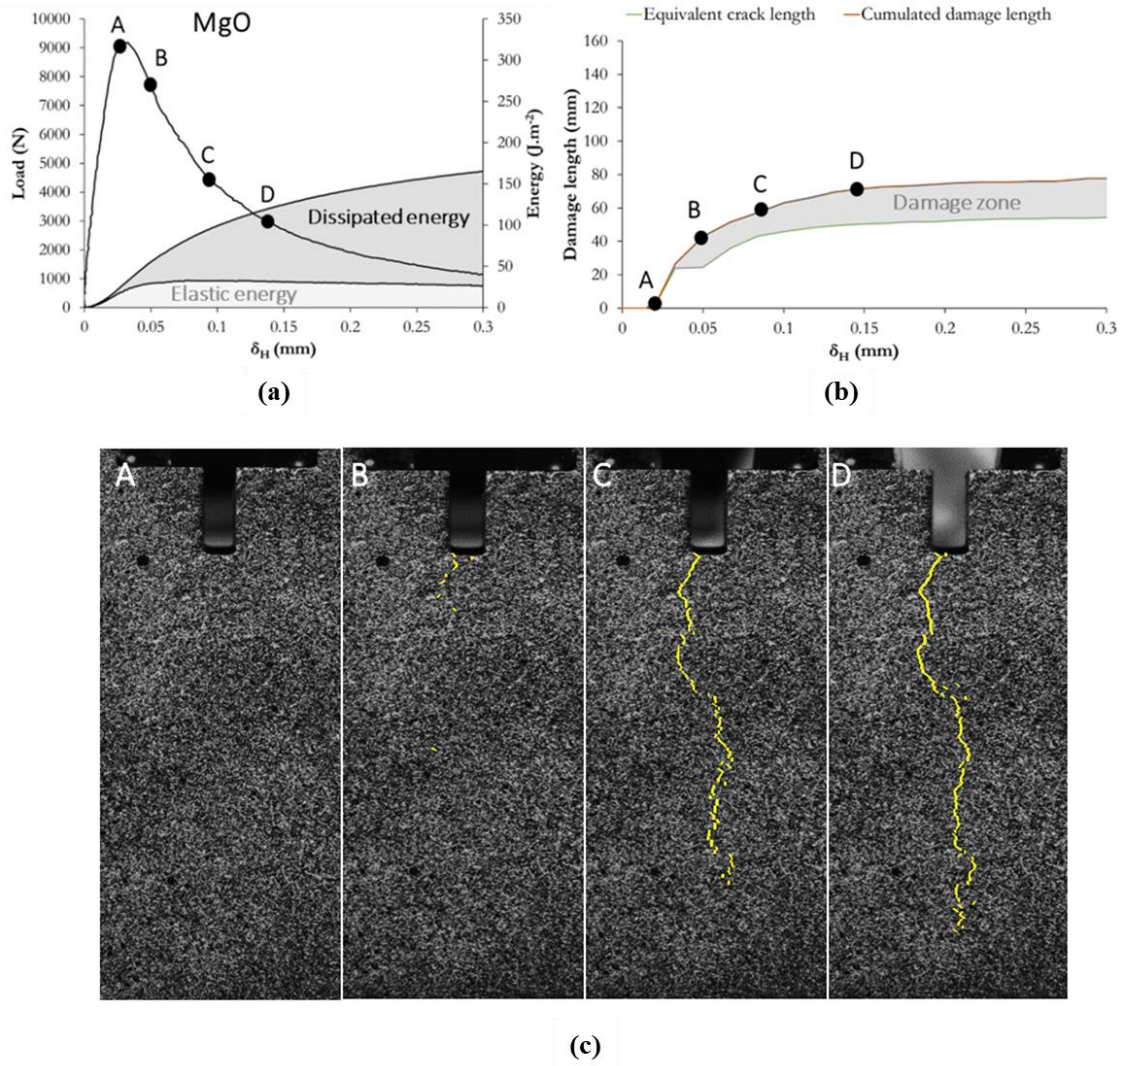 MgO
A
B
C
D
Dissipated energy
Elastic energy
Load (N)
10000
9000
8000
7000
6000
5000
4000
3000
2000
1000
0
Energy (J.m-2)
350
300
250
200
150
100
50
0
0 0.05 0.1 0.15 0.2 0.25 0.3
δH (mm)
(a)
Equivalent crack length Cumulated damage length
Damage length (mm)
160
140
120
100
80
60
40
20
0
A
B
C
D
Damage zone
0 0.05 0.1 0.15 0.2 0.25 0.3
δH (mm)
(b)
A B C D
(c)